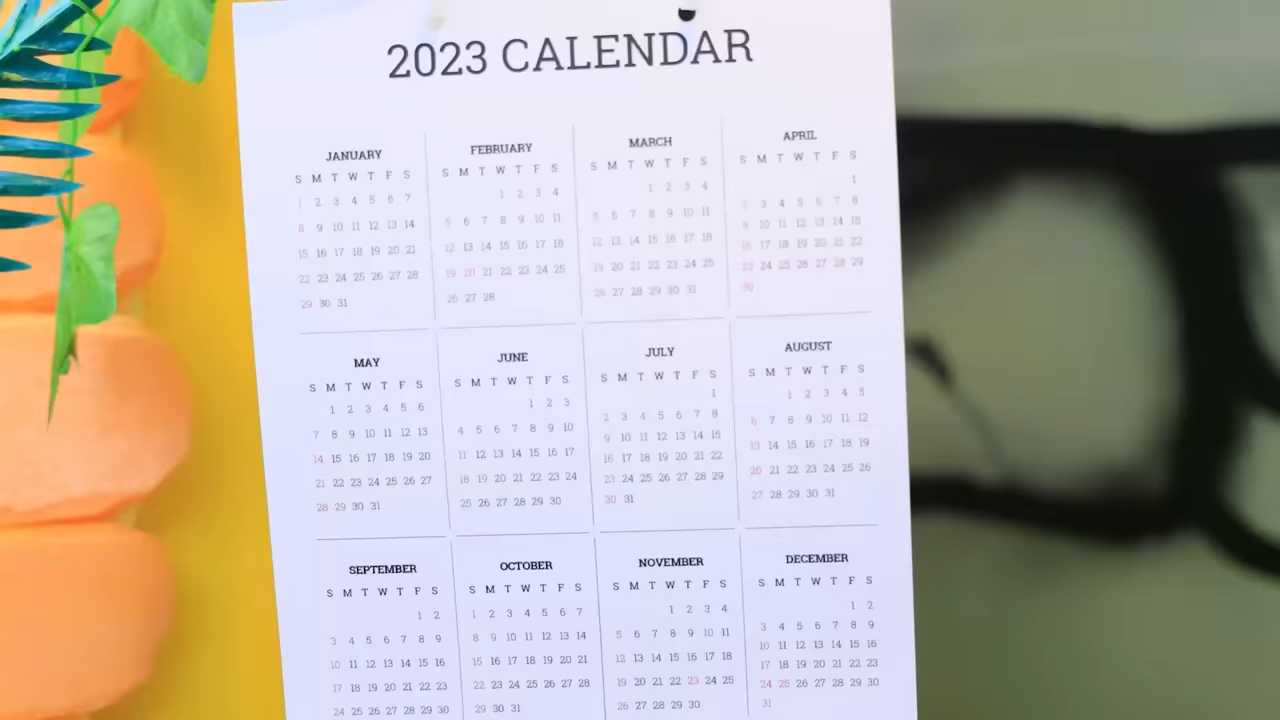 2023 CALENDAR
JANUARY
S M T W T F S
1 2 3 4 5 6 7
8 9 10 11 12 13 14
15 16 17 18 19 20 21
22 23 24 25 26 27 28
29 30 31
FEBRUARY
S M T W T F S
1 2 3 4
5 6 7 8 9 10 11
12 13 14 15 16 17 18
19 20 21 22 23 24 25
26 27 28
MARCH
S M T W T F S
1 2 3 4
5 6 7 8 9 10 11
12 13 14 15 16 17 18
19 20 21 22 23 24 25
26 27 28 29 30 31
APRIL
S M T W T F S
1
2 3 4 5 6 7 8
9 10 11 12 13 14 15
16 17 18 19 20 21 22
23 24 25 26 27 28 29
30
MAY
S M T W T F S
1 2 3 4 5 6
7 8 9 10 11 12 13
14 15 16 17 18 19 20
21 22 23 24 25 26 27
28 29 30 31
JUNE
S M T W T F S
1 2 3
4 5 6 7 8 9 10
11 12 13 14 15 16 17
18 19 20 21 22 23 24
25 26 27 28 29 30
JULY
S M T W T F S
1
2 3 4 5 6 7 8
9 10 11 12 13 14 15
16 17 18 19 20 21 22
23 24 25 26 27 28 29
30 31
AUGUST
S M T W T F S
1 2 3 4 5
6 7 8 9 10 11 12
13 14 15 16 17 18 19
20 21 22 23 24 25 26
27 28 29 30 31
SEPTEMBER
S M T W T F S
1 2
3 4 5 6 7 8 9
10 11 12 13 14 15 16
17 18 19 20 21 22 23
24 25 26 27 28 29 30
OCTOBER
S M T W T F S
1 2 3 4 5 6 7
8 9 10 11 12 13 14
15 16 17 18 19 20 21
22 23 24 25 26 27 28
29 30 31
NOVEMBER
S M T W T F S
1 2 3 4
5 6 7 8 9 10 11
12 13 14 15 16 17 18
19 20 21 22 23 24 25
26 27 28 29 30
DECEMBER
S M T W T F S
1 2
3 4 5 6 7 8 9
10 11 12 13 14 15 16
17 18 19 20 21 22 23
24 25 26 27 28 29 30
31